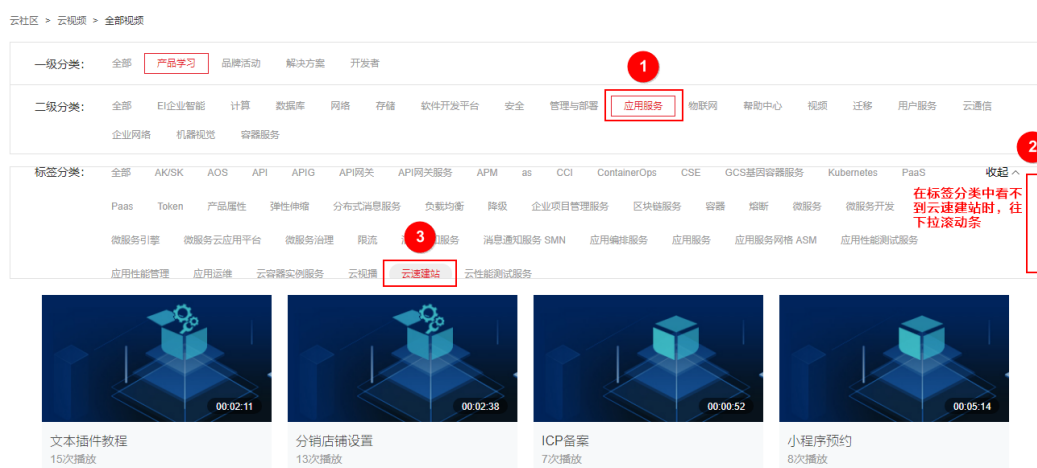 云社区 > 云视频 > 全部视频
一级分类： 全部 产品学习 品牌活动 解决方案 开发者
1
二级分类： 全部 EI企业智能 计算 数据库 网络 存储 软件开发平台 安全 管理与部署 应用服务 物联网 帮助中心 视频 迁移 用户服务 云通信
企业网络 机器视觉 容器服务
2
标签分类： 全部 AK/SK AOS API APIG API网关 API网关服务 APM as CCI ContainerOps CSE GCS基因容器服务 Kubernetes PaaS 收起
Paas Token 产品属性 弹性伸缩 分布式消息服务 负载均衡 降级 企业项目管理服务 区块链服务 容器 熔断 微服务 微服务开发
在标签分类中看不
到云速建站时，往
下拉滚动条
微服务引擎 微服务云应用平台 微服务治理 限流 知服务 消息通知服务 SMN 应用编排服务 应用服务 应用服务网格 ASM 应用性能测试服务
3
应用性能管理 应用运维 云容器实例服务 云视播 云速建站 云性能测试服务
00:02:11 00:02:38 00:00:52 00:05:14
文本插件教程 分销店铺设置 ICP备案 小程序预约
15次播放 13次播放 7次播放 8次播放